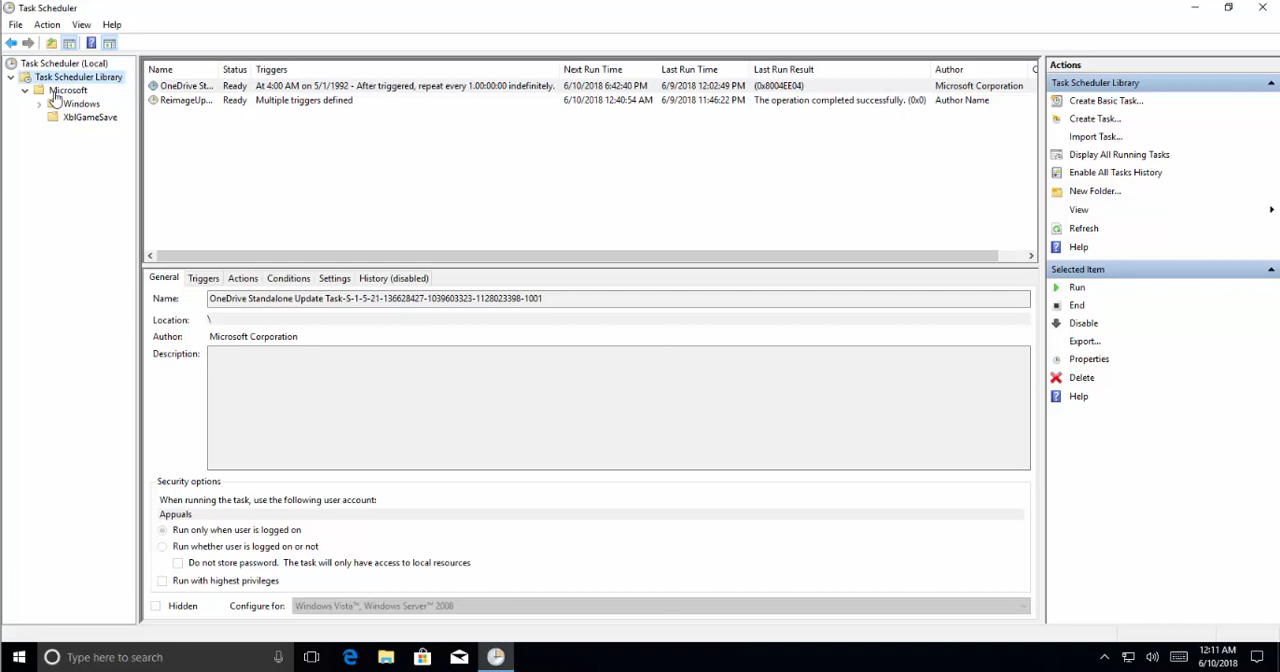 Task Scheduler
File Action View Help
Task Scheduler (Local)
Task Scheduler Library
Microsoft
Windows
XblGameSave
Name Status Triggers Next Run Time Last Run Time Last Run Result Author C
OneDrive St... Ready At 4:00 AM on 5/1/1992 - After triggered, repeat every 1.00:00:00 indefinitely. 6/10/2018 6:42:40 PM 6/9/2018 12:02:49 PM (0x8004EE04) Microsoft Corporation
ReimageUp... Ready Multiple triggers defined 6/10/2018 12:40:54 AM 6/9/2018 11:46:22 PM The operation completed successfully. (0x0) Author Name
General Triggers Actions Conditions Settings History (disabled)
Name: OneDrive Standalone Update Task-S-1-5-21-136628427-1039603323-1128023398-1001
Location: \
Author: Microsoft Corporation
Description:
Security options
When running the task, use the following user account:
Appuals
Run only when user is logged on
Run whether user is logged on or not
Do not store password. The task will only have access to local resources
Run with highest privileges
Hidden Configure for: Windows Vista™, Windows Server™ 2008
Actions
Task Scheduler Library
Create Basic Task...
Create Task...
Import Task...
Display All Running Tasks
Enable All Tasks History
New Folder...
View
Refresh
Help
Selected Item
Run
End
Disable
Export...
Properties
Delete
Help
Type here to search
12:11 AM
6/10/2018